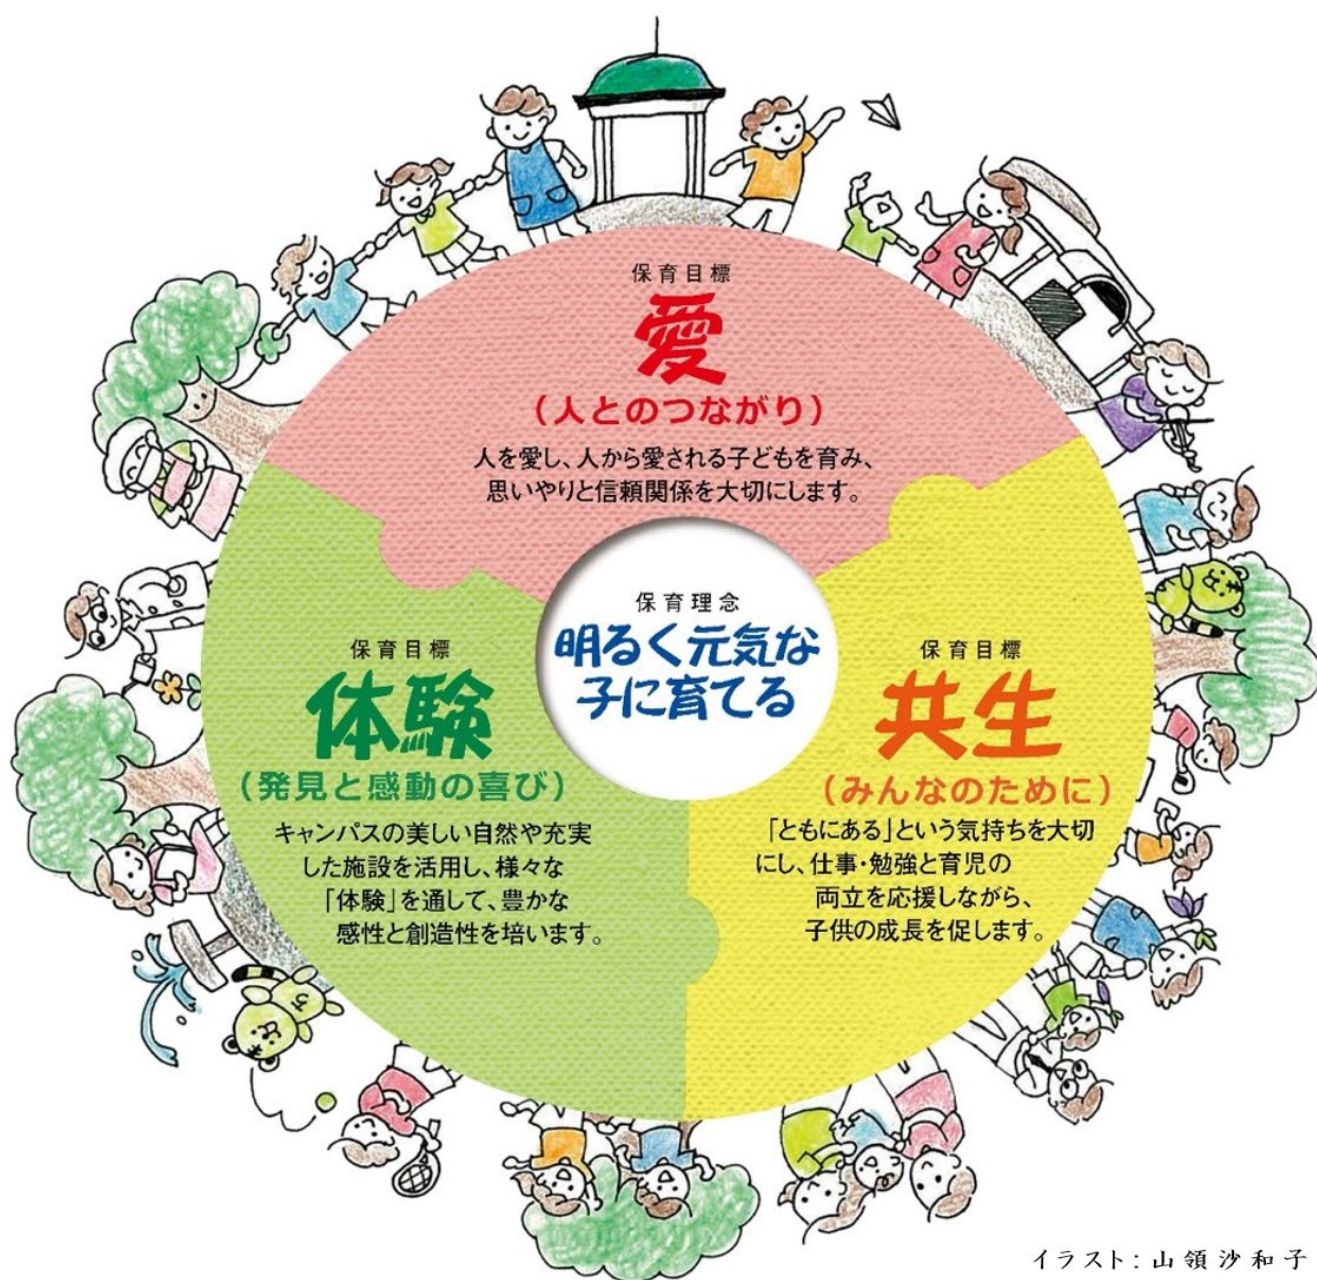 保育目標
愛
(人とのつながり)
人を愛し、人から愛される子どもを育み、
思いやりと信頼関係を大切にします。
保育理念
明るく元気な
子に育てる
保育目標
体験
(発見と感動の喜び)
キャンパスの美しい自然や充実
した施設を活用し、様々な
「体験」を通して、豊かな
感性と創造性を培います。
保育目標
共生
(みんなのために)
「ともにある」という気持ちを大切
にし、仕事・勉強と育児の
両立を応援しながら、
子供の成長を促します。
イラスト：山領沙和子